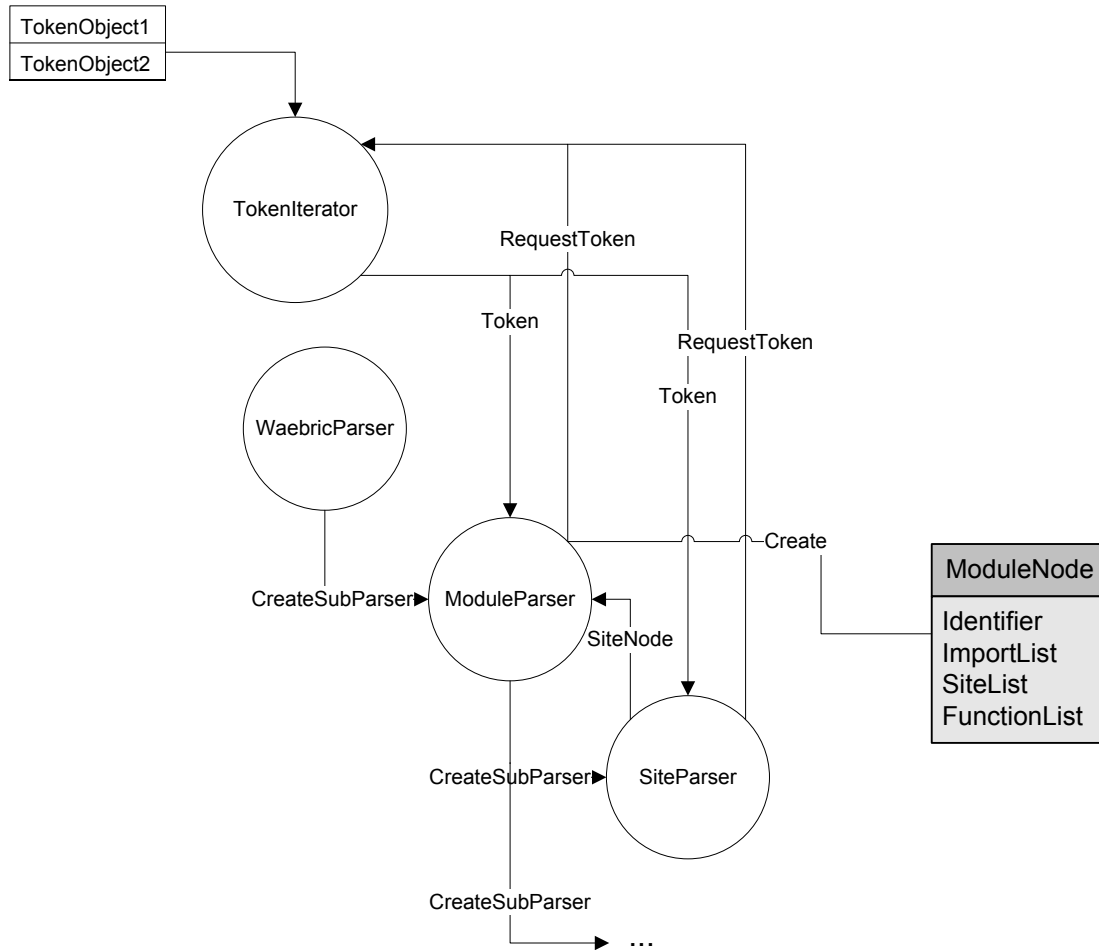 TokenObject1
TokenObject2
TokenIterator
RequestToken
Token
RequestToken
Token
WaebricParser
Create
ModuleNode
Identifier
ImportList
SiteList
FunctionList
CreateSubParser
ModuleParser
SiteNode
CreateSubParser
SiteParser
CreateSubParser
...